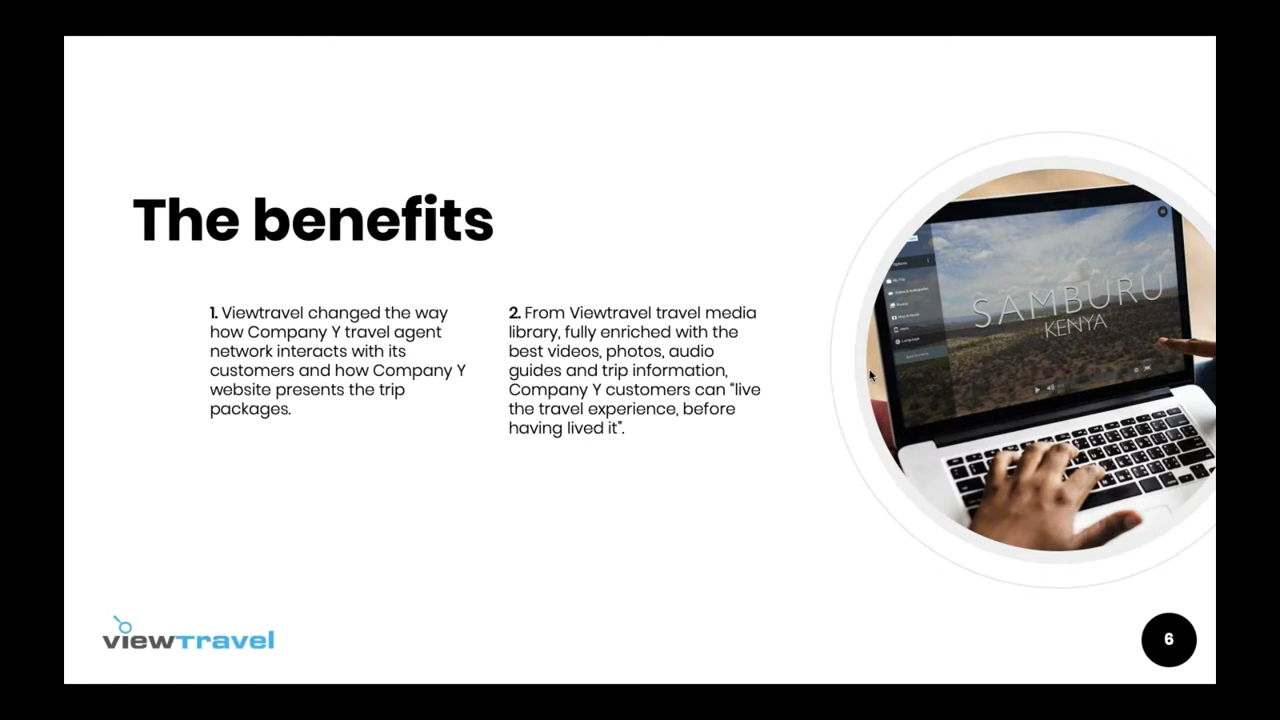 The benefits
1. Viewtravel changed the way
how Company Y travel agent
network interacts with its
customers and how Company Y
website presents the trip
packages.
2. From Viewtravel travel media
library, fully enriched with the
best videos, photos, audio
guides and trip information,
Company Y customers can “live
the travel experience, before
having lived it”.
SAMBURU
KENYA
Language
viewTravel
6